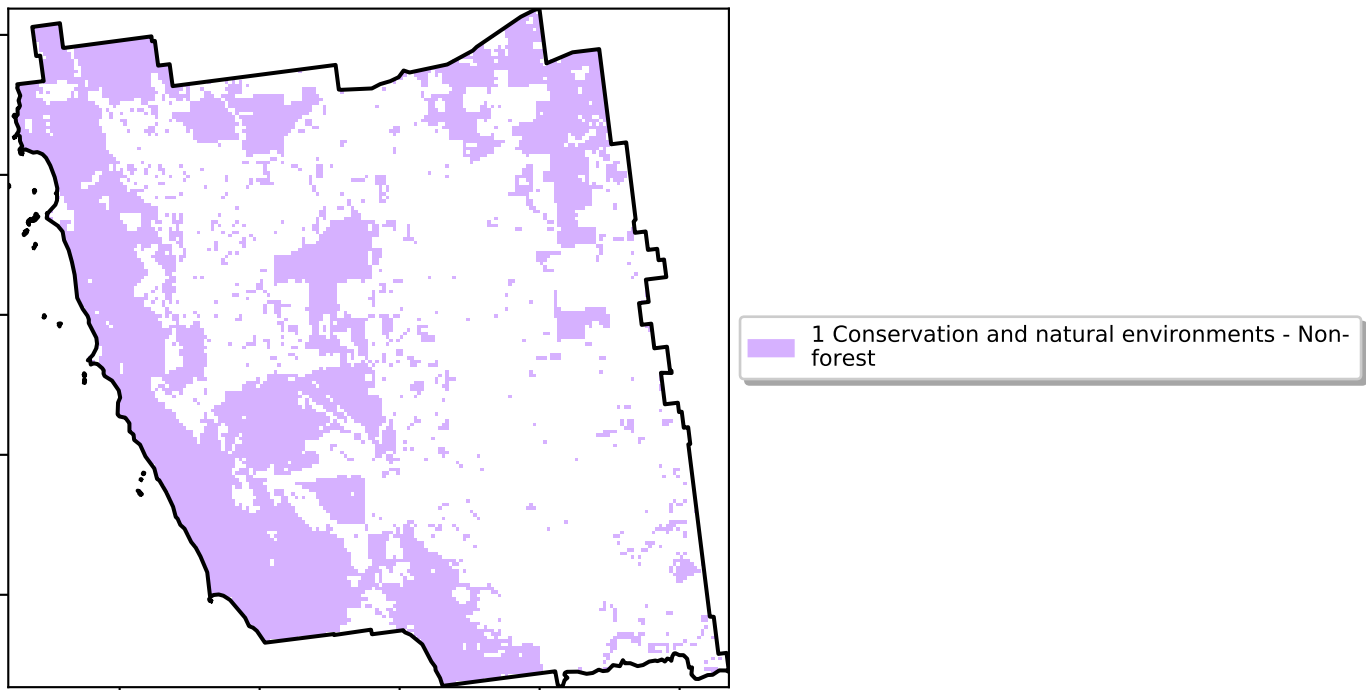 1 Conservation and natural environments - Non-
forest